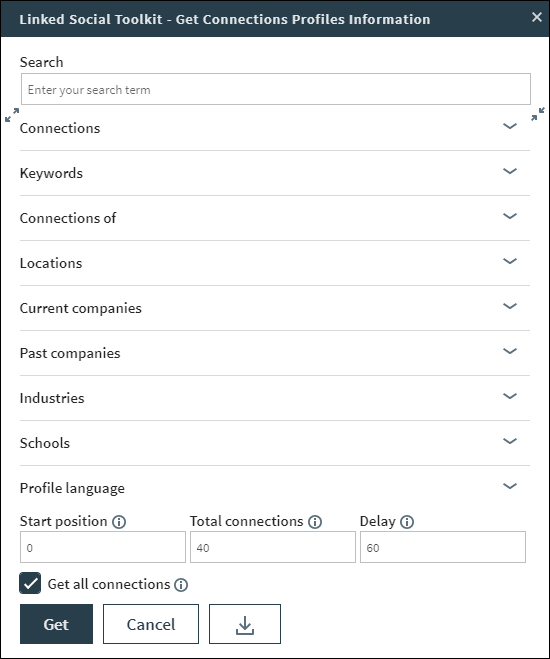 Linked Social Toolkit - Get Connections Profiles Information
Search
Enter your search term
Connections
Keywords
Connections of
Locations
Current companies
Past companies
Industries
Schools
Profile language
Start position Total connections Delay
0 40 60
Get all connections
Get Cancel